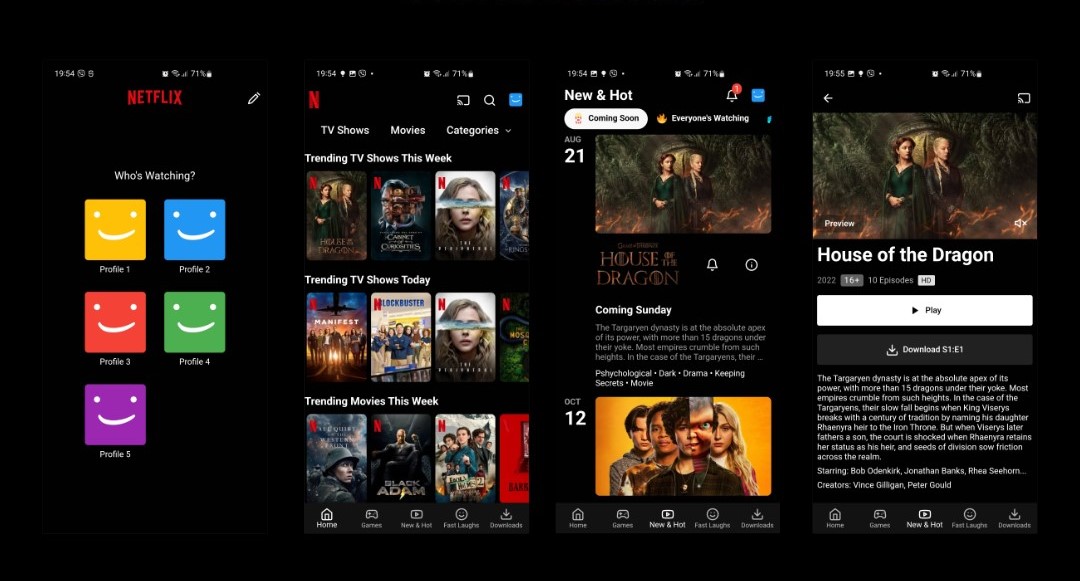 19:54
71%
NETFLIX
Who's Watching?
Profile 1
Profile 2
Profile 3
Profile 4
Profile 5
19:54
71%
N
TV Shows
Movies
Categories
Trending TV Shows This Week
N
HOUSE OF THE DRAGON
N
CABINET OF CURIOSITIES
N
THE PERIPHERAL
N
Trending TV Shows Today
N
MANIFEST
N
BLOCKBUSTER
N
THE PERIPHERAL
N
Trending Movies This Week
N
ALL QUIET ON THE WESTERN FRONT
N
BLACK ADAM
N
ENOLA HOLMES 2
N
Home
Games
New & Hot
Fast Laughs
Downloads
19:54
71%
New & Hot
1
Coming Soon
Everyone's Watching
AUG
21
HOUSE OF THE DRAGON
Coming Sunday
The Targaryen dynasty is at the absolute apex
of its power, with more than 15 dragons under
their yoke. Most empires crumble from such
heights. In the case of the Targaryens, their ...
Pshychological • Dark • Drama • Keeping
Secrets • Movie
OCT
12
Home
Games
New & Hot
Fast Laughs
Downloads
19:55
71%
Preview
House of the Dragon
2022 16+ 10 Episodes HD
Play
Download S1:E1
The Targaryen dynasty is at the absolute apex of its
power, with more than 15 dragons under their yoke. Most
empires crumble from such heights. In the case of the
Targaryens, their slow fall begins when King Viserys
breaks with a century of tradition by naming his daughter
Rhaenyra heir to the Iron Throne. But when Viserys later
fathers a son, the court is shocked when Rhaenyra retains
her status as his heir, and seeds of division sow friction
across the realm.
Starring: Bob Odenkirk, Jonathan Banks, Rhea Seehorn...
Creators: Vince Gilligan, Peter Gould
Home
Games
New & Hot
Fast Laughs
Downloads